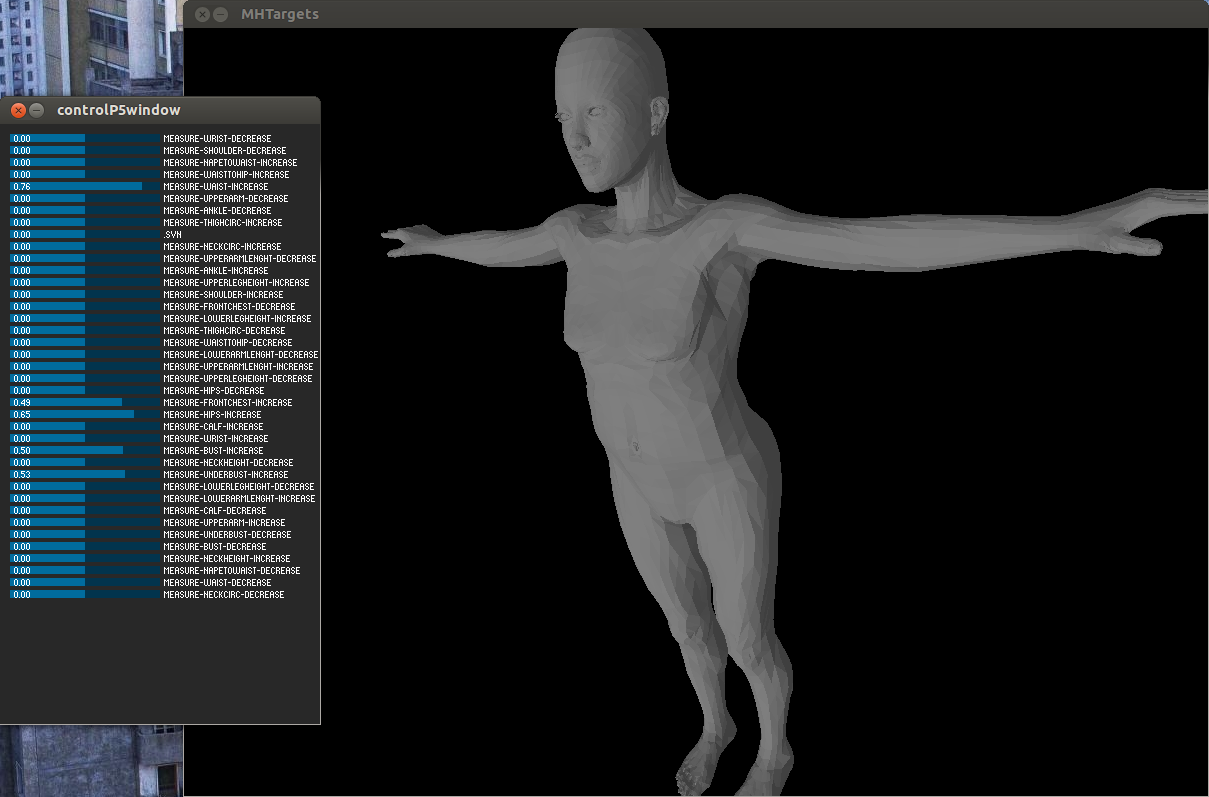 MHTargets
controlP5window
0.00 MEASURE-WRIST-DECREASE
0.00 MEASURE-SHOULDER-DECREASE
0.00 MEASURE-NAPETOWAIST-INCREASE
0.00 MEASURE-WAISTTOHIP-INCREASE
0.76 MEASURE-WAIST-INCREASE
0.00 MEASURE-UPPERARM-DECREASE
0.00 MEASURE-ANKLE-DECREASE
0.00 MEASURE-THIGHCIRC-INCREASE
0.00 .SVN
0.00 MEASURE-NECKCIRC-INCREASE
0.00 MEASURE-UPPERARMLENGHT-DECREASE
0.00 MEASURE-ANKLE-INCREASE
0.00 MEASURE-UPPERLEGHEIGHT-INCREASE
0.00 MEASURE-SHOULDER-INCREASE
0.00 MEASURE-FRONTCHEST-DECREASE
0.00 MEASURE-LOWERLEGHEIGHT-INCREASE
0.00 MEASURE-THIGHCIRC-DECREASE
0.00 MEASURE-WAISTTOHIP-DECREASE
0.00 MEASURE-LOWERARMLENGHT-DECREASE
0.00 MEASURE-UPPERARMLENGHT-INCREASE
0.00 MEASURE-UPPERLEGHEIGHT-DECREASE
0.00 MEASURE-HIPS-DECREASE
0.49 MEASURE-FRONTCHEST-INCREASE
0.65 MEASURE-HIPS-INCREASE
0.00 MEASURE-CALF-INCREASE
0.00 MEASURE-WRIST-INCREASE
0.50 MEASURE-BUST-INCREASE
0.00 MEASURE-NECKHEIGHT-DECREASE
0.53 MEASURE-UNDERBUST-INCREASE
0.00 MEASURE-LOWERLEGHEIGHT-DECREASE
0.00 MEASURE-LOWERARMLENGHT-INCREASE
0.00 MEASURE-CALF-DECREASE
0.00 MEASURE-UPPERARM-INCREASE
0.00 MEASURE-UNDERBUST-DECREASE
0.00 MEASURE-BUST-DECREASE
0.00 MEASURE-NECKHEIGHT-INCREASE
0.00 MEASURE-NAPETOWAIST-DECREASE
0.00 MEASURE-WAIST-DECREASE
0.00 MEASURE-NECKCIRC-DECREASE